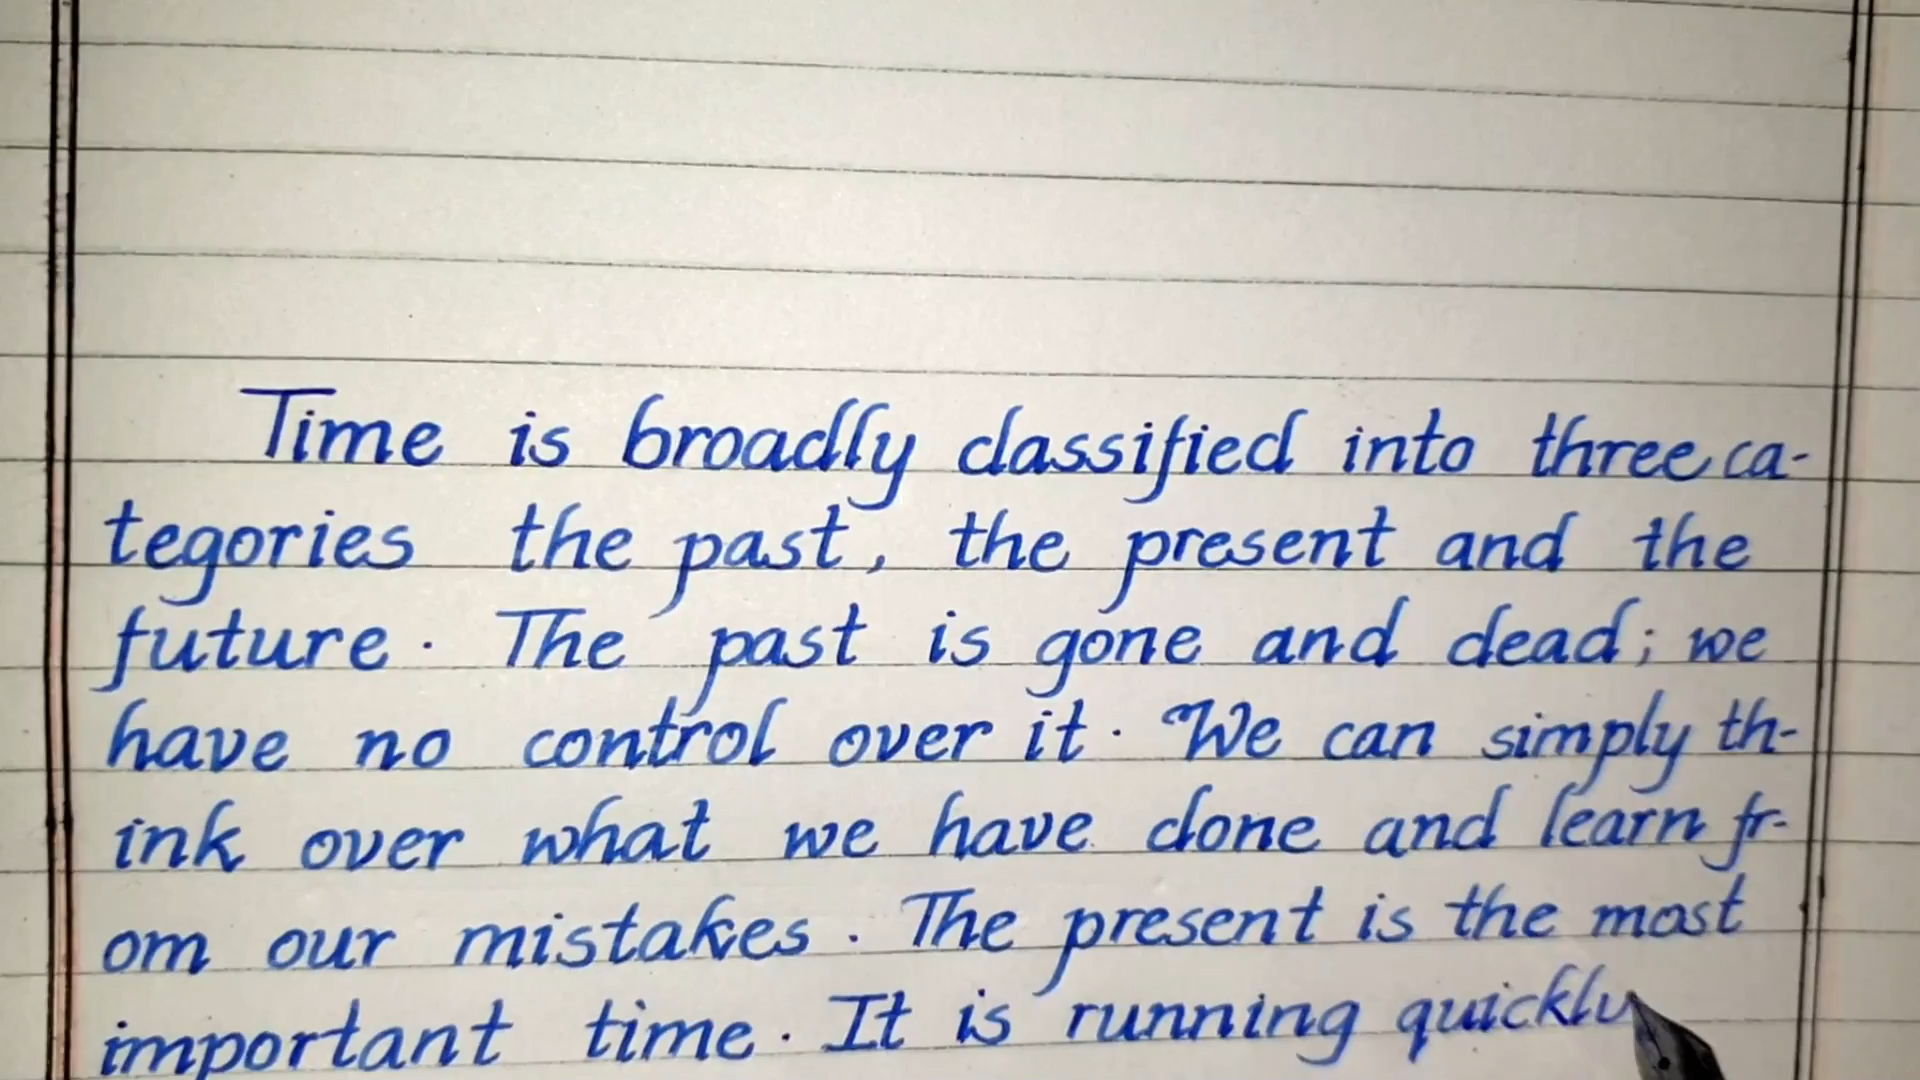 Time is broadly classified into three ca-
tegories the past, the present and the
future. The past is gone and dead; we
have no control over it. We can simply th-
ink over what we have done and learn fr-
om our mistakes. The present is the most
important time. It is running quickly